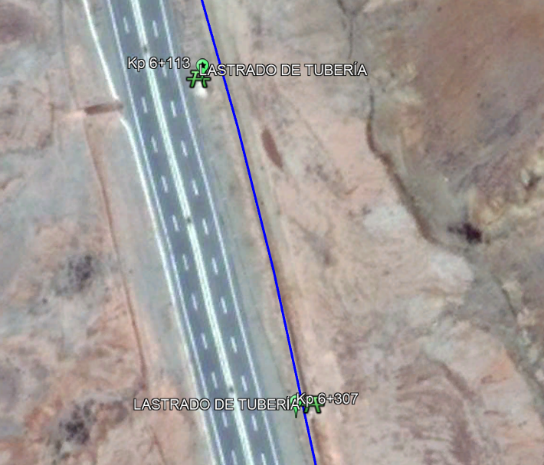 Kp 6+113
LASTRADO DE TUBERÍA
LASTRADO DE TUBERÍA
Kp 6+307